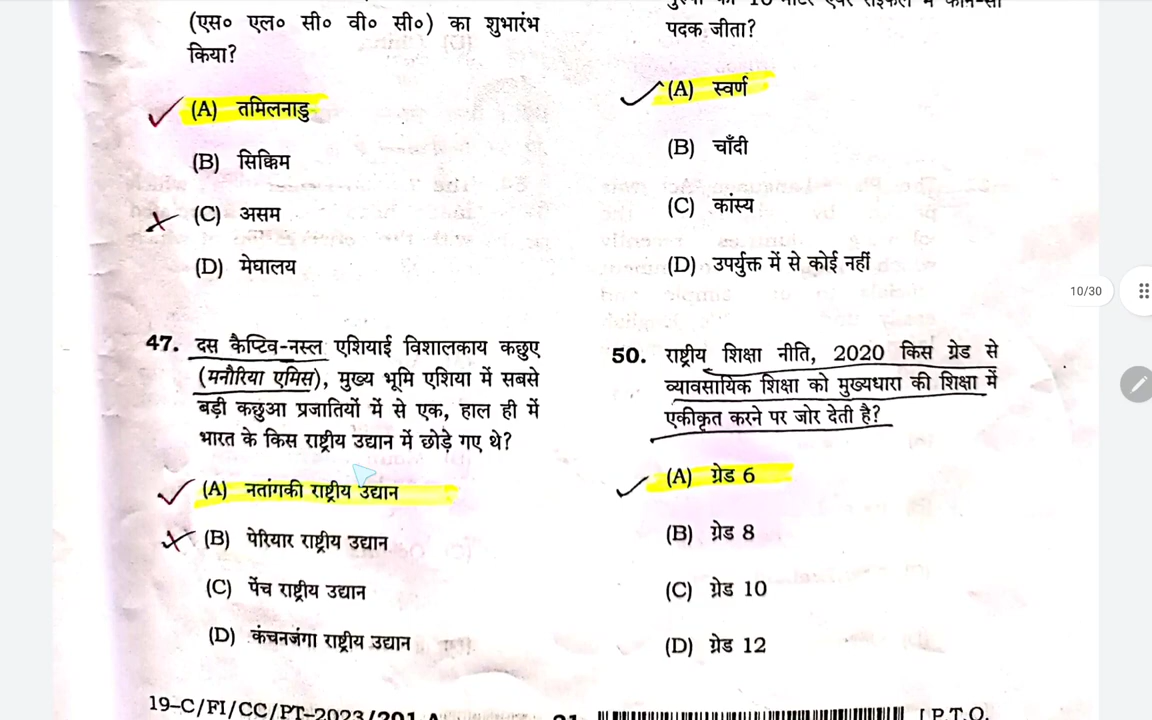 (एस० एल० सी० वी० सी०) का शुभारंभ
किया?
(A) तमिलनाडु
(B) सिक्किम
(C) असम
(D) मेघालय
47. दस कैप्टिव-नस्ल एशियाई विशालकाय कछुए
(मनौरिया एमिस), मुख्य भूमि एशिया में सबसे
बड़ी कछुआ प्रजातियों में से एक, हाल ही में
भारत के किस राष्ट्रीय उद्यान में छोड़े गए थे?
(A) नतांगकी राष्ट्रीय उद्यान
(B) पेरियार राष्ट्रीय उद्यान
(C) पेंच राष्ट्रीय उद्यान
(D) कंचनजंगा राष्ट्रीय उद्यान
19–C/FI/CC/PT–2023/201-A
पदक जीता?
(A) स्वर्ण
(B) चाँदी
(C) कांस्य
(D) उपर्युक्त में से कोई नहीं
50. राष्ट्रीय शिक्षा नीति, 2020 किस ग्रेड से
व्यावसायिक शिक्षा को मुख्यधारा की शिक्षा में
एकीकृत करने पर जोर देती है?
(A) ग्रेड 6
(B) ग्रेड 8
(C) ग्रेड 10
(D) ग्रेड 12
[ P.T.O.
10/30